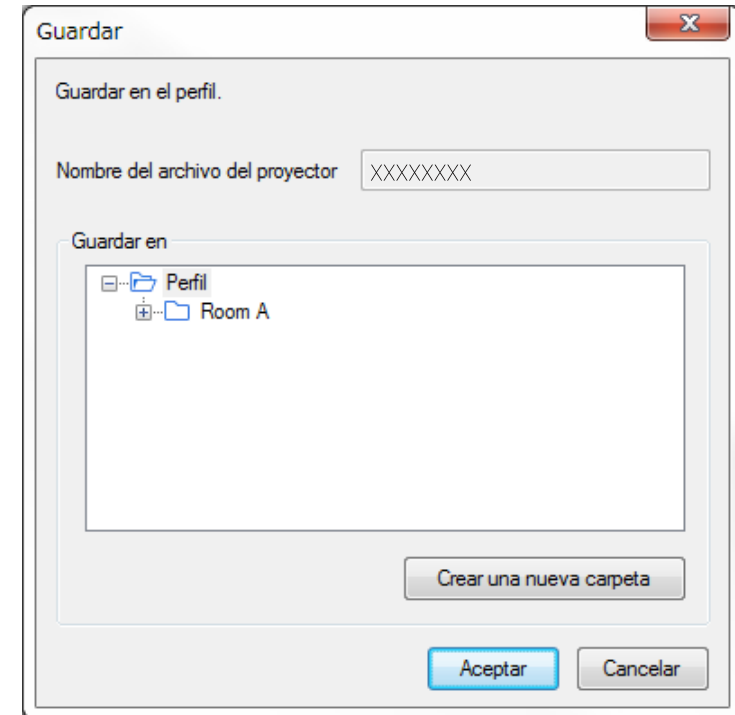 Guardar
Guardar en el perfil.
Nombre del archivo del proyector XXXXXXXX
Guardar en
Perfil
Room A
Crear una nueva carpeta
Aceptar Cancelar